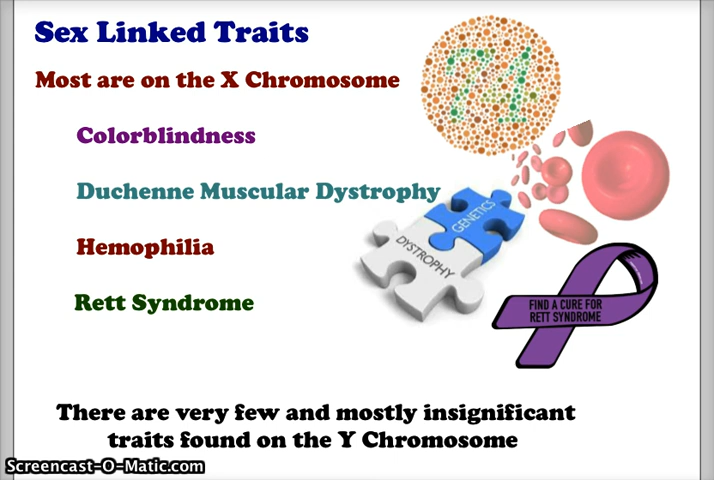 Sex Linked Traits
Most are on the X Chromosome
74
Colorblindness
Duchenne Muscular Dystrophy
GENETICS
DYSTROPHY
Hemophilia
Rett Syndrome
FIND A CURE FOR
RETT SYNDROME
There are very few and mostly insignificant
traits found on the Y Chromosome
Screencast-O-Matic.com